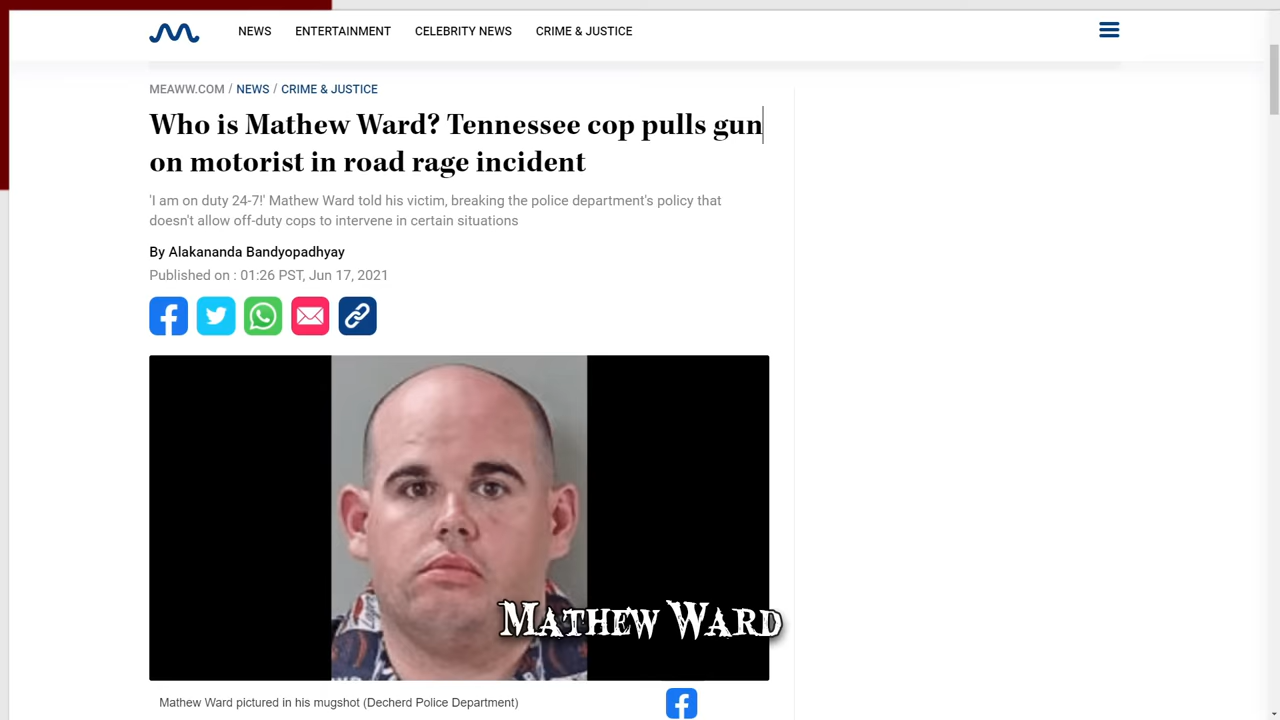 NEWS ENTERTAINMENT CELEBRITY NEWS CRIME & JUSTICE
MEAWW.COM / NEWS / CRIME & JUSTICE
Who is Mathew Ward? Tennessee cop pulls gun
on motorist in road rage incident
'I am on duty 24-7!' Mathew Ward told his victim, breaking the police department's policy that
doesn't allow off-duty cops to intervene in certain situations
By Alakananda Bandyopadhyay
Published on : 01:26 PST, Jun 17, 2021
MATHEW WARD
Mathew Ward pictured in his mugshot (Decherd Police Department)